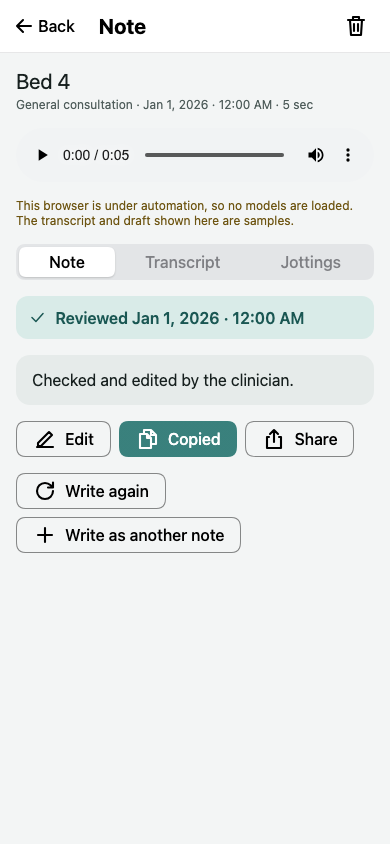 Back
Note
Bed 4
General consultation · Jan 1, 2026 · 12:00 AM · 5 sec
0:00 / 0:05
This browser is under automation, so no models are loaded.
The transcript and draft shown here are samples.
Note
Transcript
Jottings
Reviewed Jan 1, 2026 · 12:00 AM
Checked and edited by the clinician.
Edit
Copied
Share
Write again
Write as another note